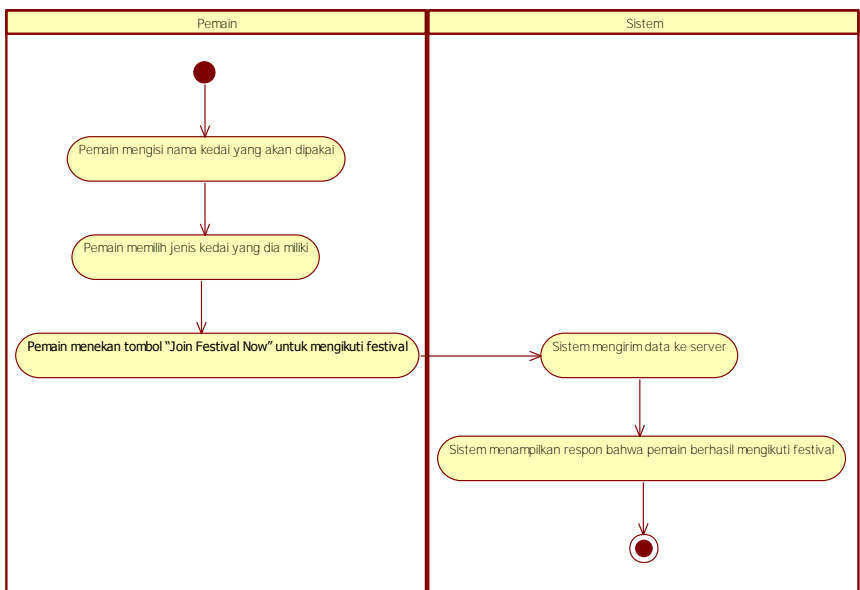 Pemain
Sistem
Pemain mengisi nama kedai yang akan dipakai
Pemain memilih jenis kedai yang dia miliki
Pemain menekan tombol “Join Festival Now” untuk mengikuti festival
Sistem mengirim data ke server
Sistem menampilkan respon bahwa pemain berhasil mengikuti festival